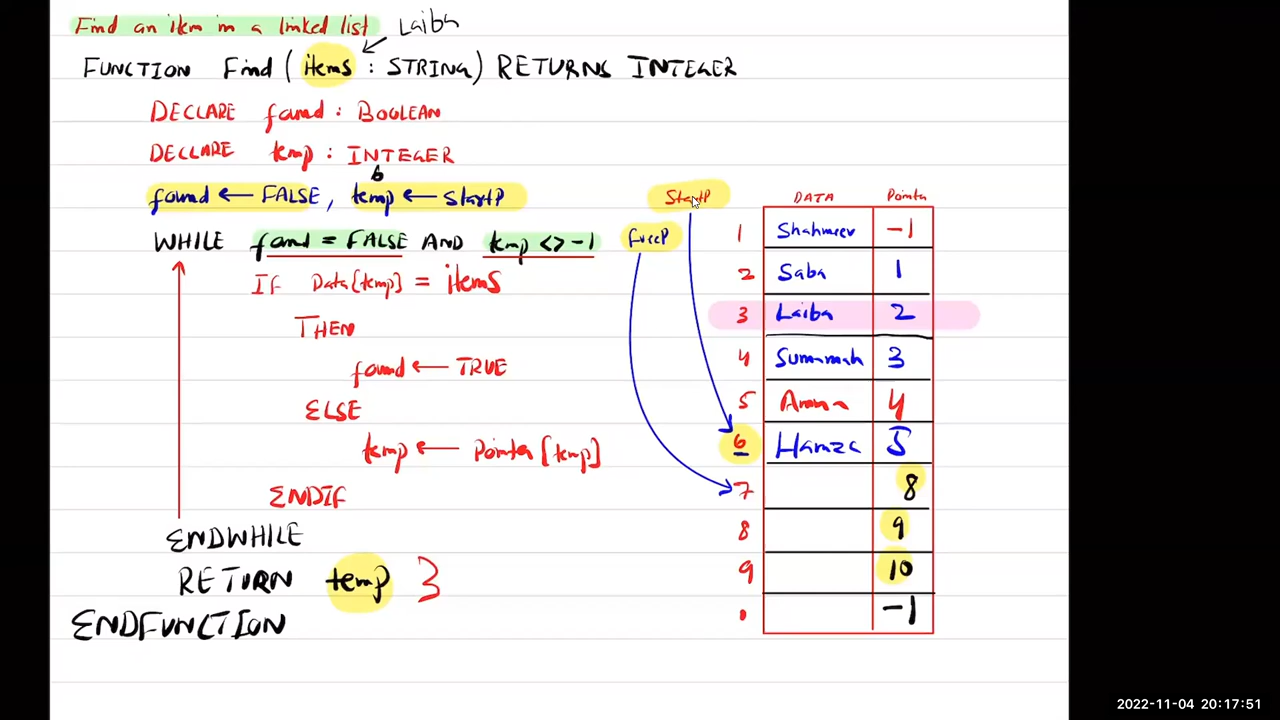 Find an item in a linked list
Laiba
FUNCTION Find ( items : STRING) RETURNS INTEGER
DECLARE found : BOOLEAN
DECLARE temp : INTEGER
6
found ← FALSE , temp ← StartP
WHILE found = FALSE AND temp <> -1
IF Data[temp] = items
THEN
found ← TRUE
ELSE
temp ← Pointer [temp]
ENDIF
ENDWHILE
RETURN temp 3
ENDFUNCTION
StartP
FreeP
DATA Pointer
1 Shahmeer -1
2 Saba 1
3 Laiba 2
4 Summah 3
5 4
6 Hamza 5
7 8
8 9
9 10
-1
2022-11-04 20:17:51